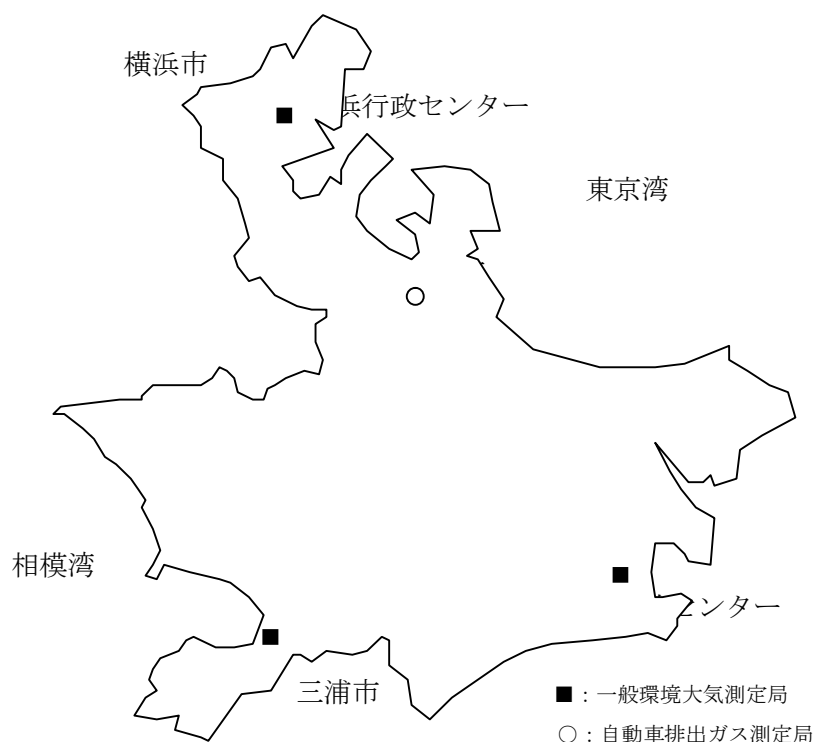 横浜市
浜行政センター
東京湾
相模湾
センター
三浦市
■：一般環境大気測定局
○：自動車排出ガス測定局